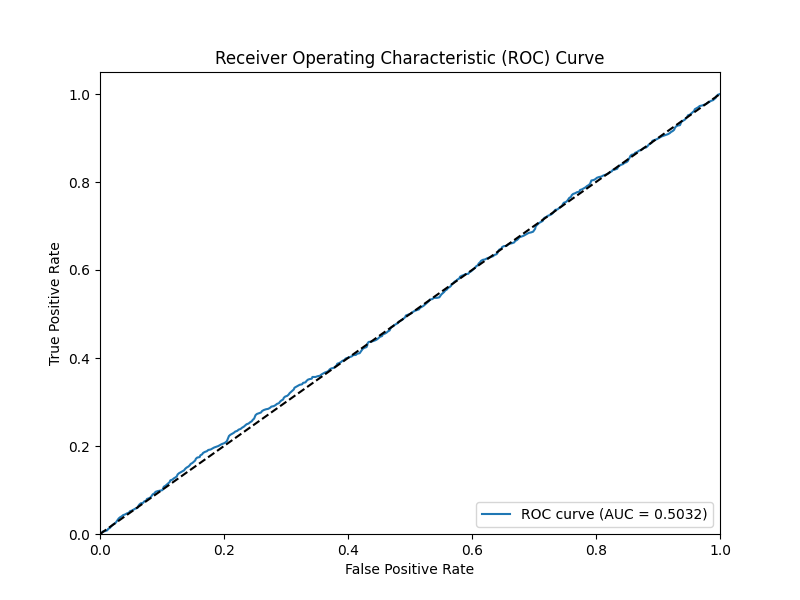 Receiver Operating Characteristic (ROC) Curve
1.0
0.8
0.6
0.4
0.2
0.0
True Positive Rate
ROC curve (AUC = 0.5032)
0.0 0.2 0.4 0.6 0.8 1.0
False Positive Rate